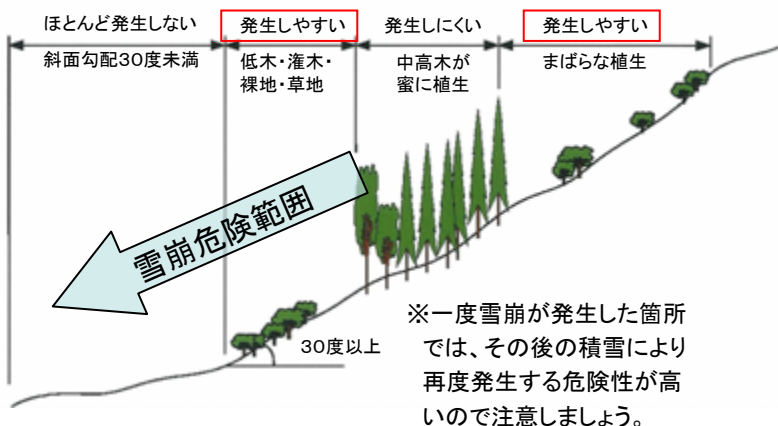 ほとんど発生しない
発生しやすい
発生しにくい
発生しやすい
斜面勾配30度未満
低木・潅木・
裸地・草地
中高木が
蜜に植生
まばらな植生
雪崩危険範囲
30度以上
※一度雪崩が発生した箇所
では、その後の積雪により
再度発生する危険性が高
いので注意しましょう。